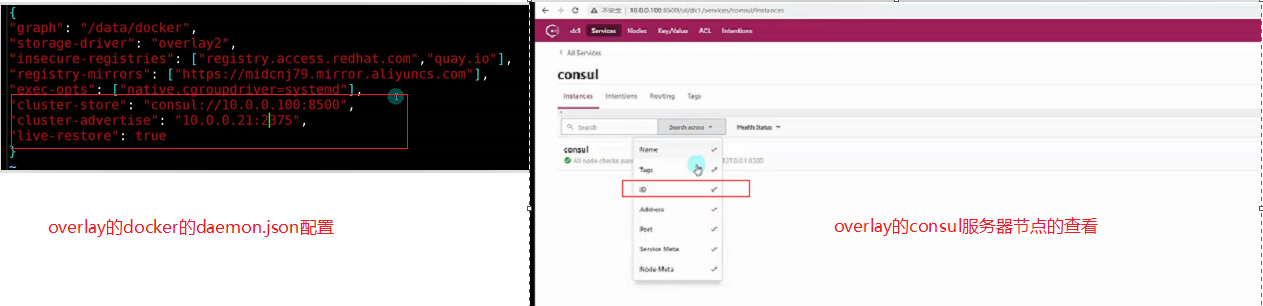 {
"graph": "/data/docker",
"storage-driver": "overlay2",
"insecure-registries": ["registry.access.redhat.com","quay.io"],
"registry-mirrors": ["https://midcnj79.mirror.aliyuncs.com"],
"exec-opts": ["native.cgroupdriver=systemd"],
"cluster-store": "consul://10.0.0.100:8500",
"cluster-advertise": "10.0.0.21:2375",
"live-restore": true
}
~
overlay的docker的daemon.json配置
不安全 | 10.0.0.100:8500/ui/dc1/services/consul/instances
dc1 Services Nodes Key/Value ACL Intentions
< All Services
consul
Instances Intentions Routing Tags
Search Search across Health Status
consul
All node checks pas 127.0.0.1:8300
Name
Tags
ID
Address
Port
Service Meta
Node Meta
overlay的consul服务器节点的查看